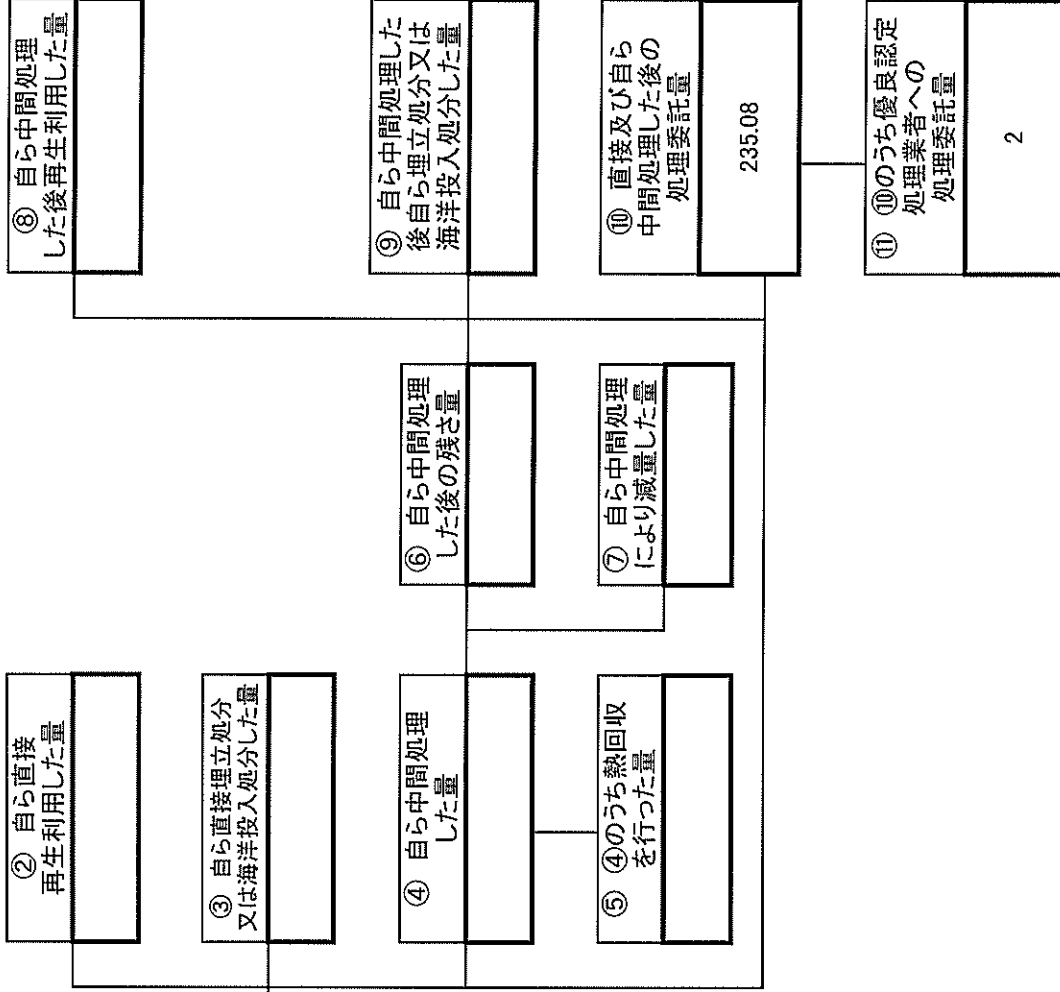 ② 自ら直接
再生利用した量
③ 自ら直接埋立処分
又は海洋投入処分した量
④ 自ら中間処理
した量
⑤ ④のうち熱回収
を行った量
⑥ 自ら中間処理
した後の残さ量
⑦ 自ら中間処理
により減量した量
⑧ 自ら中間処理
した後再生利用した量
⑨ 自ら中間処理した
後自ら埋立処分又は
海洋投入処分した量
⑩ 直接及び自ら
中間処理した後の
処理委託量
235.08
⑪ ⑩のうち優良認定
処理業者への
処理委託量
2